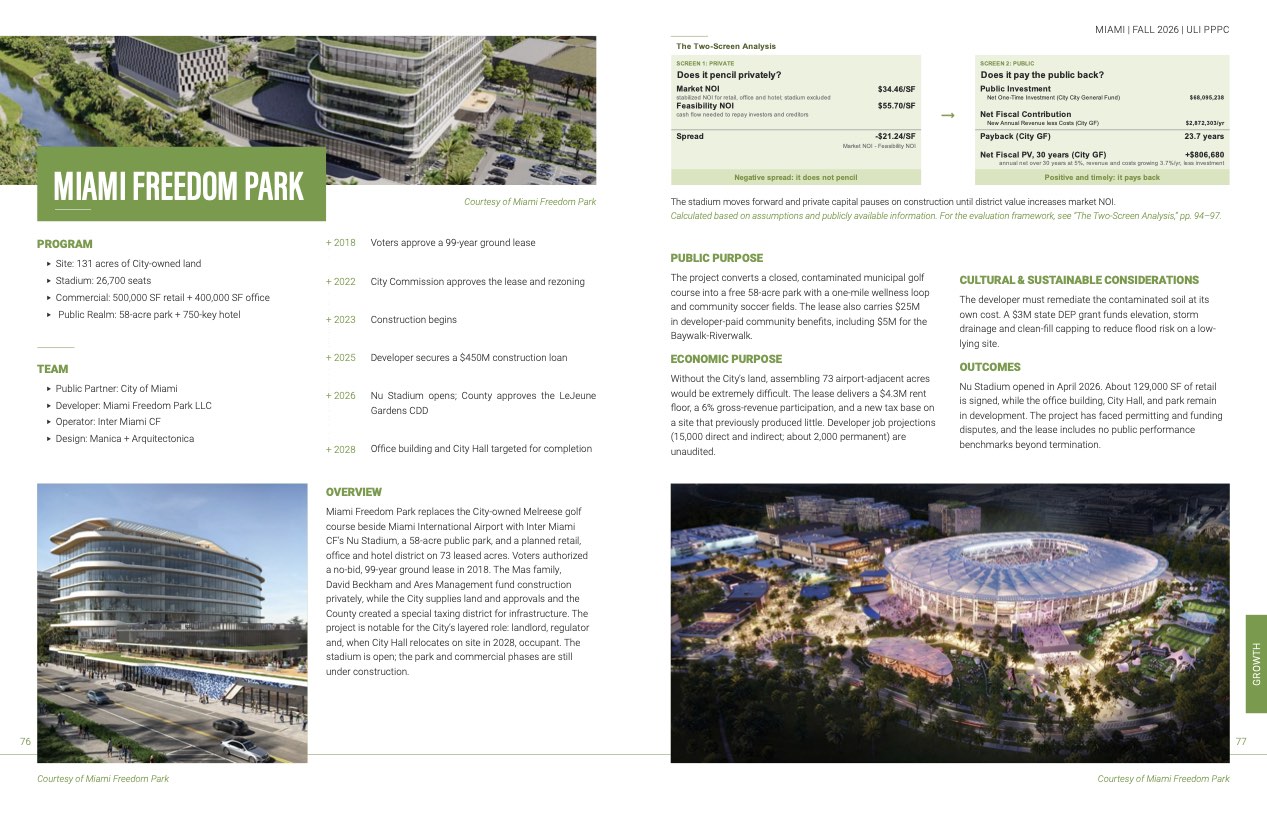 MIAMI | FALL 2026 | ULI PPPC
MIAMI FREEDOM PARK
Courtesy of Miami Freedom Park
PROGRAM
▸ Site: 131 acres of City-owned land
▸ Stadium: 26,700 seats
▸ Commercial: 500,000 SF retail + 400,000 SF office
▸ Public Realm: 58-acre park + 750-key hotel
TEAM
▸ Public Partner: City of Miami
▸ Developer: Miami Freedom Park LLC
▸ Operator: Inter Miami CF
▸ Design: Manica + Arquitectonica
+ 2018 Voters approve a 99-year ground lease
+ 2022 City Commission approves the lease and rezoning
+ 2023 Construction begins
+ 2025 Developer secures a $450M construction loan
+ 2026 Nu Stadium opens; County approves the LeJeune
Gardens CDD
+ 2028 Office building and City Hall targeted for completion
OVERVIEW
Miami Freedom Park replaces the City-owned Melreese golf
course beside Miami International Airport with Inter Miami
CF's Nu Stadium, a 58-acre public park, and a planned retail,
office and hotel district on 73 leased acres. Voters authorized
a no-bid, 99-year ground lease in 2018. The Mas family,
David Beckham and Ares Management fund construction
privately, while the City supplies land and approvals and the
County created a special taxing district for infrastructure. The
project is notable for the City's layered role: landlord, regulator
and, when City Hall relocates on site in 2028, occupant. The
stadium is open; the park and commercial phases are still
under construction.
76
Courtesy of Miami Freedom Park
The Two-Screen Analysis
SCREEN 1: PRIVATE
Does it pencil privately?
Market NOI $34.46/SF
stabilized NOI for retail, office and hotel; stadium excluded
Feasibility NOI $55.70/SF
cash flow needed to repay investors and creditors
Spread -$21.24/SF
Market NOI - Feasibility NOI
Negative spread: it does not pencil
→
SCREEN 2: PUBLIC
Does it pay the public back?
Public Investment
Net One-Time Investment (City City General Fund) $68,095,238
Net Fiscal Contribution
New Annual Revenue less Costs (City GF) $2,872,303/yr
Payback (City GF) 23.7 years
Net Fiscal PV, 30 years (City GF) +$806,680
annual net over 30 years at 5%, revenue and costs growing 3.7%/yr, less investment
Positive and timely: it pays back
The stadium moves forward and private capital pauses on construction until district value increases market NOI.
Calculated based on assumptions and publicly available information. For the evaluation framework, see “The Two-Screen Analysis,” pp. 94–97.
PUBLIC PURPOSE
The project converts a closed, contaminated municipal golf
course into a free 58-acre park with a one-mile wellness loop
and community soccer fields. The lease also carries $25M
in developer-paid community benefits, including $5M for the
Baywalk-Riverwalk.
ECONOMIC PURPOSE
Without the City's land, assembling 73 airport-adjacent acres
would be extremely difficult. The lease delivers a $4.3M rent
floor, a 6% gross-revenue participation, and a new tax base on
a site that previously produced little. Developer job projections
(15,000 direct and indirect; about 2,000 permanent) are
unaudited.
CULTURAL & SUSTAINABLE CONSIDERATIONS
The developer must remediate the contaminated soil at its
own cost. A $3M state DEP grant funds elevation, storm
drainage and clean-fill capping to reduce flood risk on a low-
lying site.
OUTCOMES
Nu Stadium opened in April 2026. About 129,000 SF of retail
is signed, while the office building, City Hall, and park remain
in development. The project has faced permitting and funding
disputes, and the lease includes no public performance
benchmarks beyond termination.
GROWTH
77
Courtesy of Miami Freedom Park